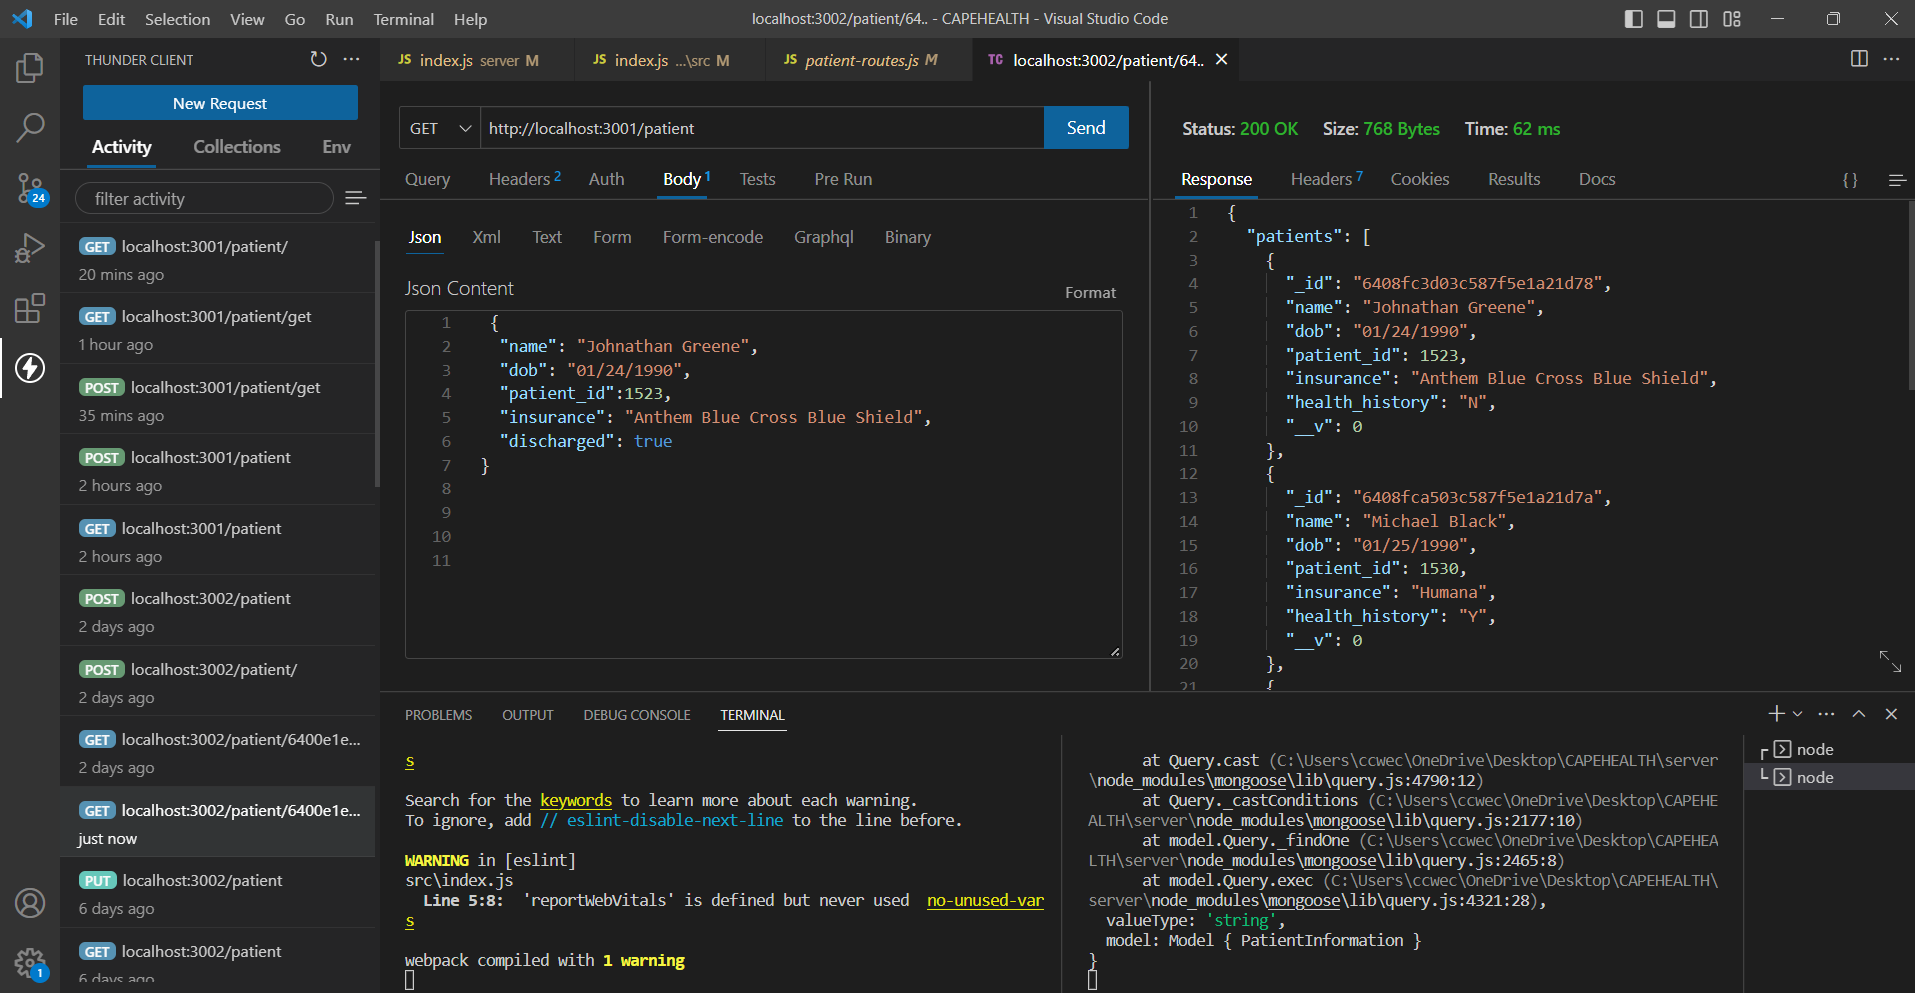 File Edit Selection View Go Run Terminal Help
localhost:3002/patient/64.. - CAPEHEALTH - Visual Studio Code
24
1
THUNDER CLIENT
New Request
Activity Collections Env
filter activity
GET localhost:3001/patient/
20 mins ago
GET localhost:3001/patient/get
1 hour ago
POST localhost:3001/patient/get
35 mins ago
POST localhost:3001/patient
2 hours ago
GET localhost:3001/patient
2 hours ago
POST localhost:3002/patient
2 days ago
POST localhost:3002/patient/
2 days ago
GET localhost:3002/patient/6400e1e...
2 days ago
GET localhost:3002/patient/6400e1e...
just now
PUT localhost:3002/patient
6 days ago
GET localhost:3002/patient
6 days ago
JS index.js server M
JS index.js ...\src M
JS patient-routes.js M
TC localhost:3002/patient/64..
GET http://localhost:3001/patient Send
Query Headers 2 Auth Body 1 Tests Pre Run
Json Xml Text Form Form-encode Graphql Binary
Json Content
Format
1 {
2 "name": "Johnathan Greene",
3 "dob": "01/24/1990",
4 "patient_id":1523,
5 "insurance": "Anthem Blue Cross Blue Shield",
6 "discharged": true
7 }
8
9
10
11
Status: 200 OK Size: 768 Bytes Time: 62 ms
Response Headers 7 Cookies Results Docs {}
1 {
2 "patients": [
3 {
4 "_id": "6408fc3d03c587f5e1a21d78",
5 "name": "Johnathan Greene",
6 "dob": "01/24/1990",
7 "patient_id": 1523,
8 "insurance": "Anthem Blue Cross Blue Shield",
9 "health_history": "N",
10 "__v": 0
11 },
12 {
13 "_id": "6408fca503c587f5e1a21d7a",
14 "name": "Michael Black",
15 "dob": "01/25/1990",
16 "patient_id": 1530,
17 "insurance": "Humana",
18 "health_history": "Y",
19 "__v": 0
20 },
21 {
PROBLEMS OUTPUT DEBUG CONSOLE TERMINAL
s
Search for the keywords to learn more about each warning.
To ignore, add // eslint-disable-next-line to the line before.
WARNING in [eslint]
src\index.js
Line 5:8: 'reportWebVitals' is defined but never used no-unused-var
s
webpack compiled with 1 warning
at Query.cast (C:\Users\ccwec\OneDrive\Desktop\CAPEHEALTH\server
\node_modules\mongoose\lib\query.js:4790:12)
at Query._castConditions (C:\Users\ccwec\OneDrive\Desktop\CAPEHE
ALTH\server\node_modules\mongoose\lib\query.js:2177:10)
at model.Query._findOne (C:\Users\ccwec\OneDrive\Desktop\CAPEHEA
LTH\server\node_modules\mongoose\lib\query.js:2465:8)
at model.Query.exec (C:\Users\ccwec\OneDrive\Desktop\CAPEHEALTH\
server\node_modules\mongoose\lib\query.js:4321:28),
valueType: 'string',
model: Model { PatientInformation }
}
node
node